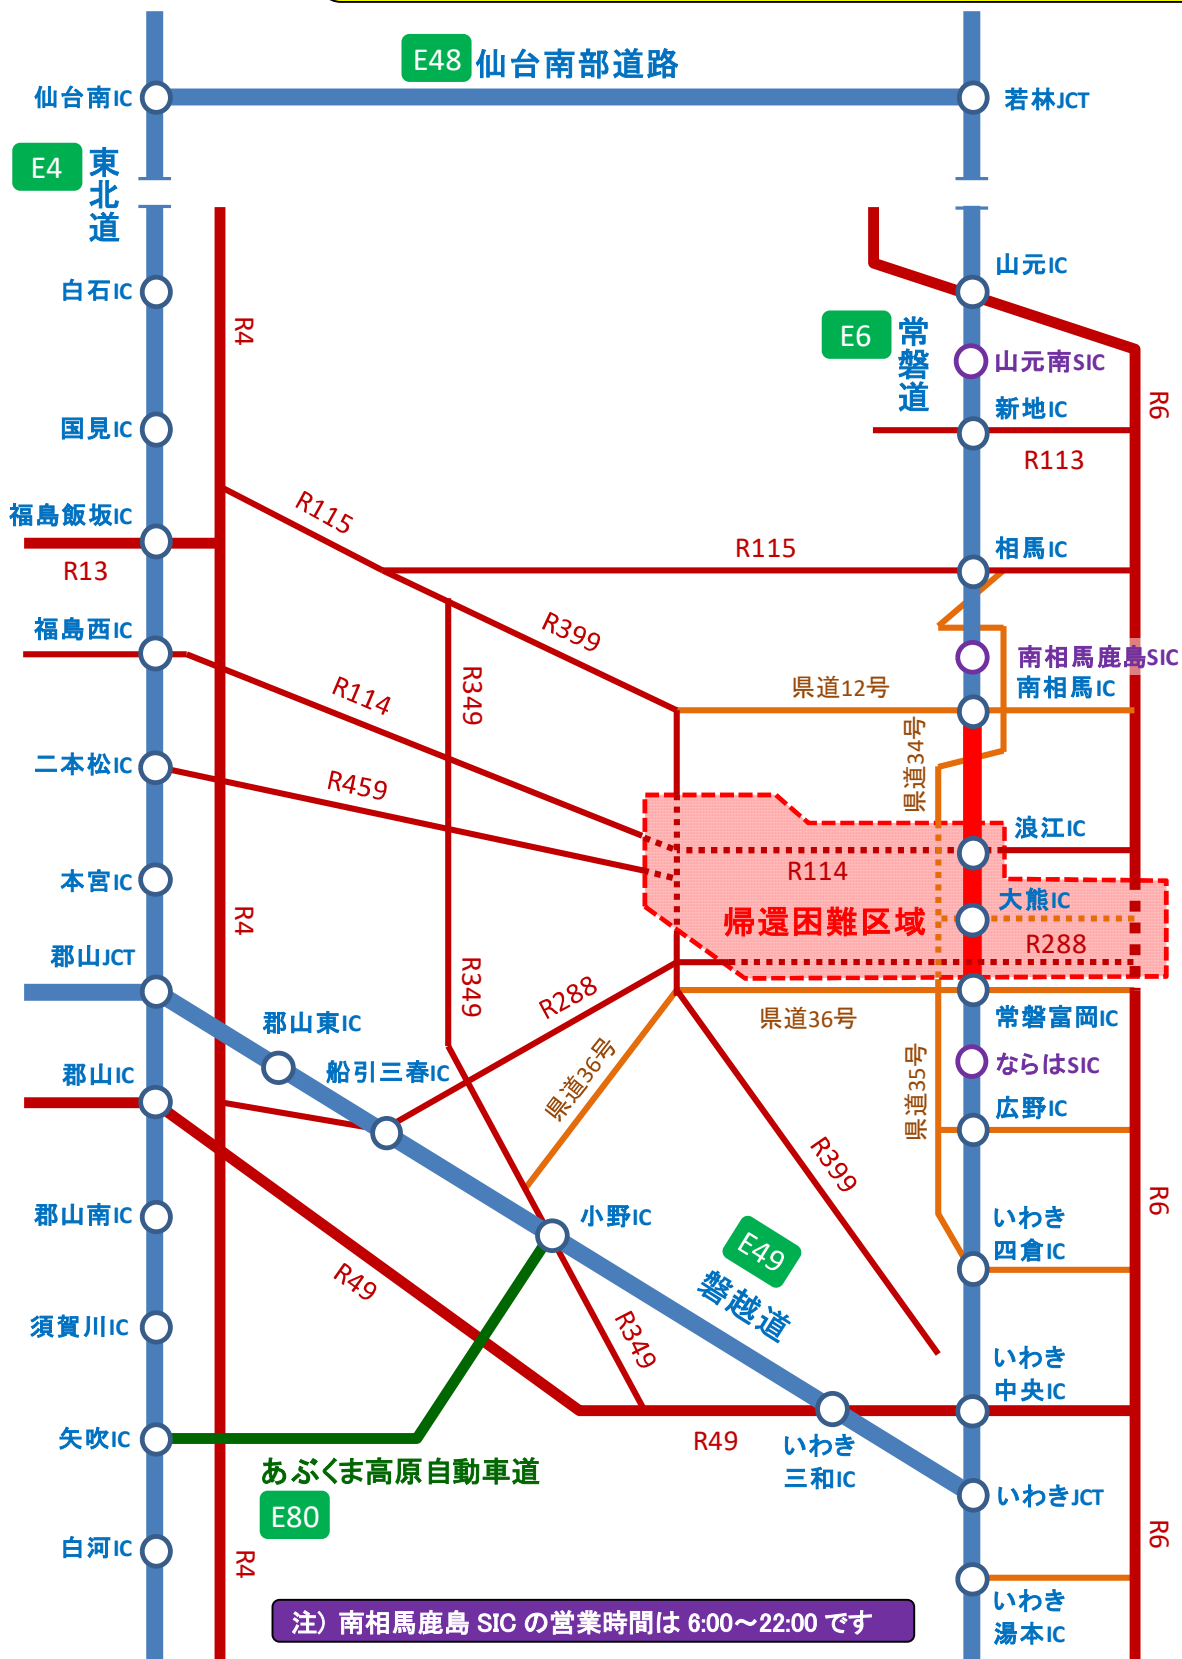 E48 仙台南部道路
仙台南IC
若林JCT
E4
東北道
山元IC
白石IC
R4
E6
常磐道
山元南SIC
R6
新地IC
国見IC
R113
R115
福島飯坂IC
R115
相馬IC
R13
福島西IC
R399
南相馬鹿島SIC
R349
県道12号
南相馬IC
R114
県道34号
二本松IC
R459
浪江IC
R114
本宮IC
大熊IC
R4
帰還困難区域
R288
郡山JCT
R349
R288
県道36号
常磐富岡IC
郡山東IC
船引三春IC
ならはSIC
郡山IC
県道36号
県道35号
広野IC
R399
R6
郡山南IC
小野IC
いわき
四倉IC
E49
磐越道
R49
須賀川IC
R349
いわき
中央IC
矢吹IC
R49
いわき
三和IC
あぶくま高原自動車道
E80
いわきJCT
白河IC
R4
R6
いわき
湯本IC
注）南相馬鹿島 SIC の営業時間は 6:00～22:00 です